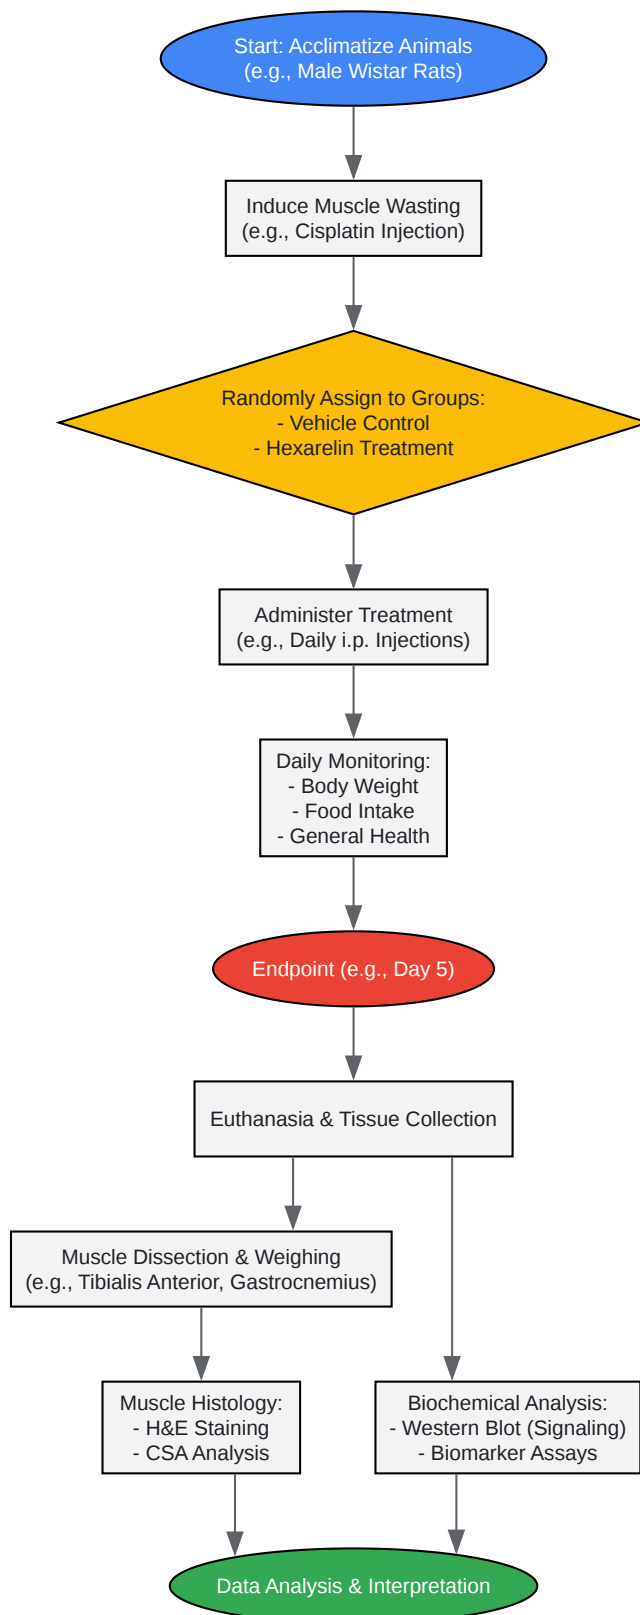 Start: Acclimatize Animals
(e.g., Male Wistar Rats)
Induce Muscle Wasting
(e.g., Cisplatin Injection)
Randomly Assign to Groups:
- Vehicle Control
- Hexarelin Treatment
Administer Treatment
(e.g., Daily i.p. Injections)
Daily Monitoring:
- Body Weight
- Food Intake
- General Health
Endpoint (e.g., Day 5)
Euthanasia & Tissue Collection
Muscle Dissection & Weighing
(e.g., Tibialis Anterior, Gastrocnemius)
Muscle Histology:
- H&E Staining
- CSA Analysis
Biochemical Analysis:
- Western Blot (Signaling)
- Biomarker Assays
Data Analysis & Interpretation